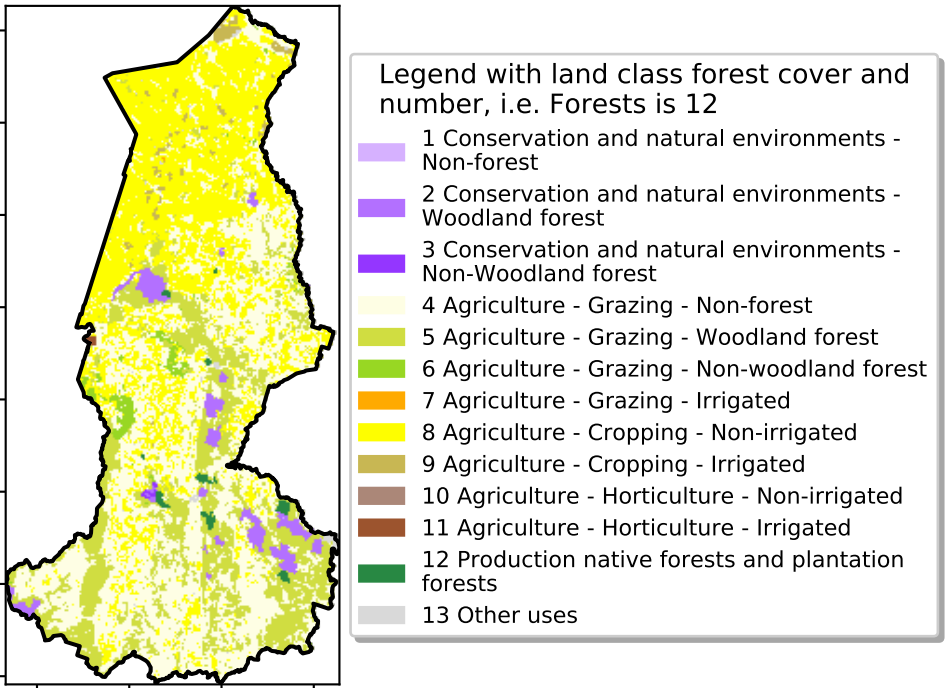 Legend with land class forest cover and
number, i.e. Forests is 12
1 Conservation and natural environments -
Non-forest
2 Conservation and natural environments -
Woodland forest
3 Conservation and natural environments -
Non-Woodland forest
4 Agriculture - Grazing - Non-forest
5 Agriculture - Grazing - Woodland forest
6 Agriculture - Grazing - Non-woodland forest
7 Agriculture - Grazing - Irrigated
8 Agriculture - Cropping - Non-irrigated
9 Agriculture - Cropping - Irrigated
10 Agriculture - Horticulture - Non-irrigated
11 Agriculture - Horticulture - Irrigated
12 Production native forests and plantation
forests
13 Other uses